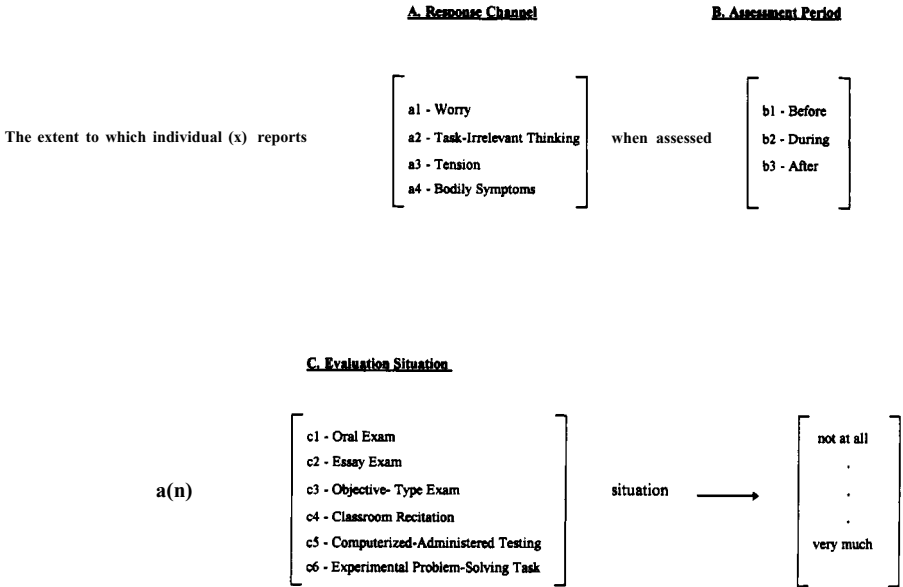 A. Response Channel
B. Assessment Period
The extent to which individual (x) reports
a1 - Worry
a2 - Task-Irrelevant Thinking
a3 - Tension
a4 - Bodily Symptoms
when assessed
b1 - Before
b2 - During
b3 - After
C. Evaluation Situation
a(n)
c1 - Oral Exam
c2 - Essay Exam
c3 - Objective- Type Exam
c4 - Classroom Recitation
c5 - Computerized-Administered Testing
c6 - Experimental Problem-Solving Task
situation
not at all
.
.
.
very much